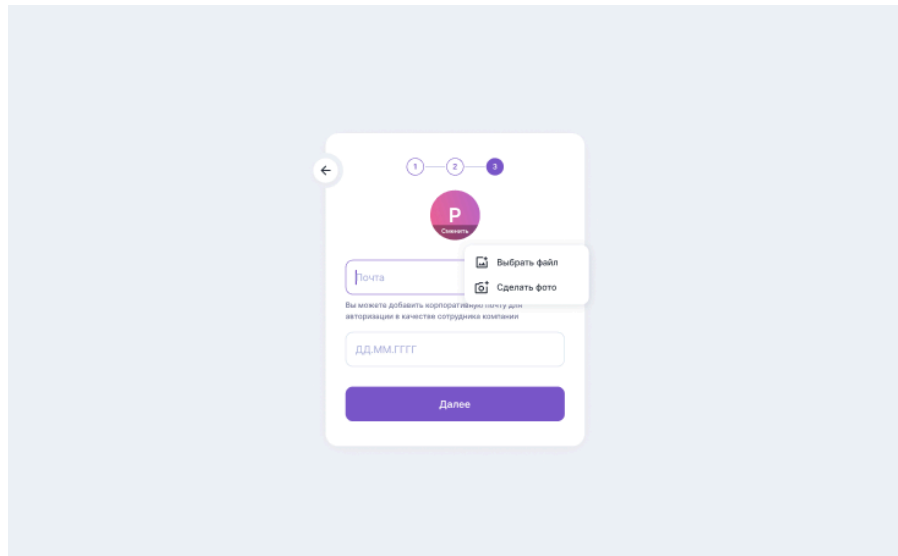 1 2 3
P
Сменить
Выбрать файл
Почта
Сделать фото
Вы можете добавить корпоративную почту для
авторизации в качестве сотрудника компании
ДД.ММ.ГГГГ
Далее